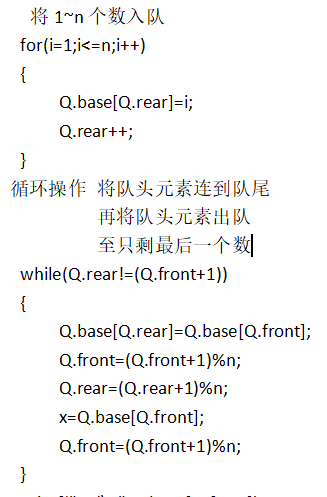 将 1~n 个数入队
for(i=1;i<=n;i++)
{
Q.base[Q.rear]=i;
Q.rear++;
}
循环操作 将队头元素连到队尾
再将队头元素出队
至只剩最后一个数
while(Q.rear!=(Q.front+1))
{
Q.base[Q.rear]=Q.base[Q.front];
Q.front=(Q.front+1)%n;
Q.rear=(Q.rear+1)%n;
x=Q.base[Q.front];
Q.front=(Q.front+1)%n;
}